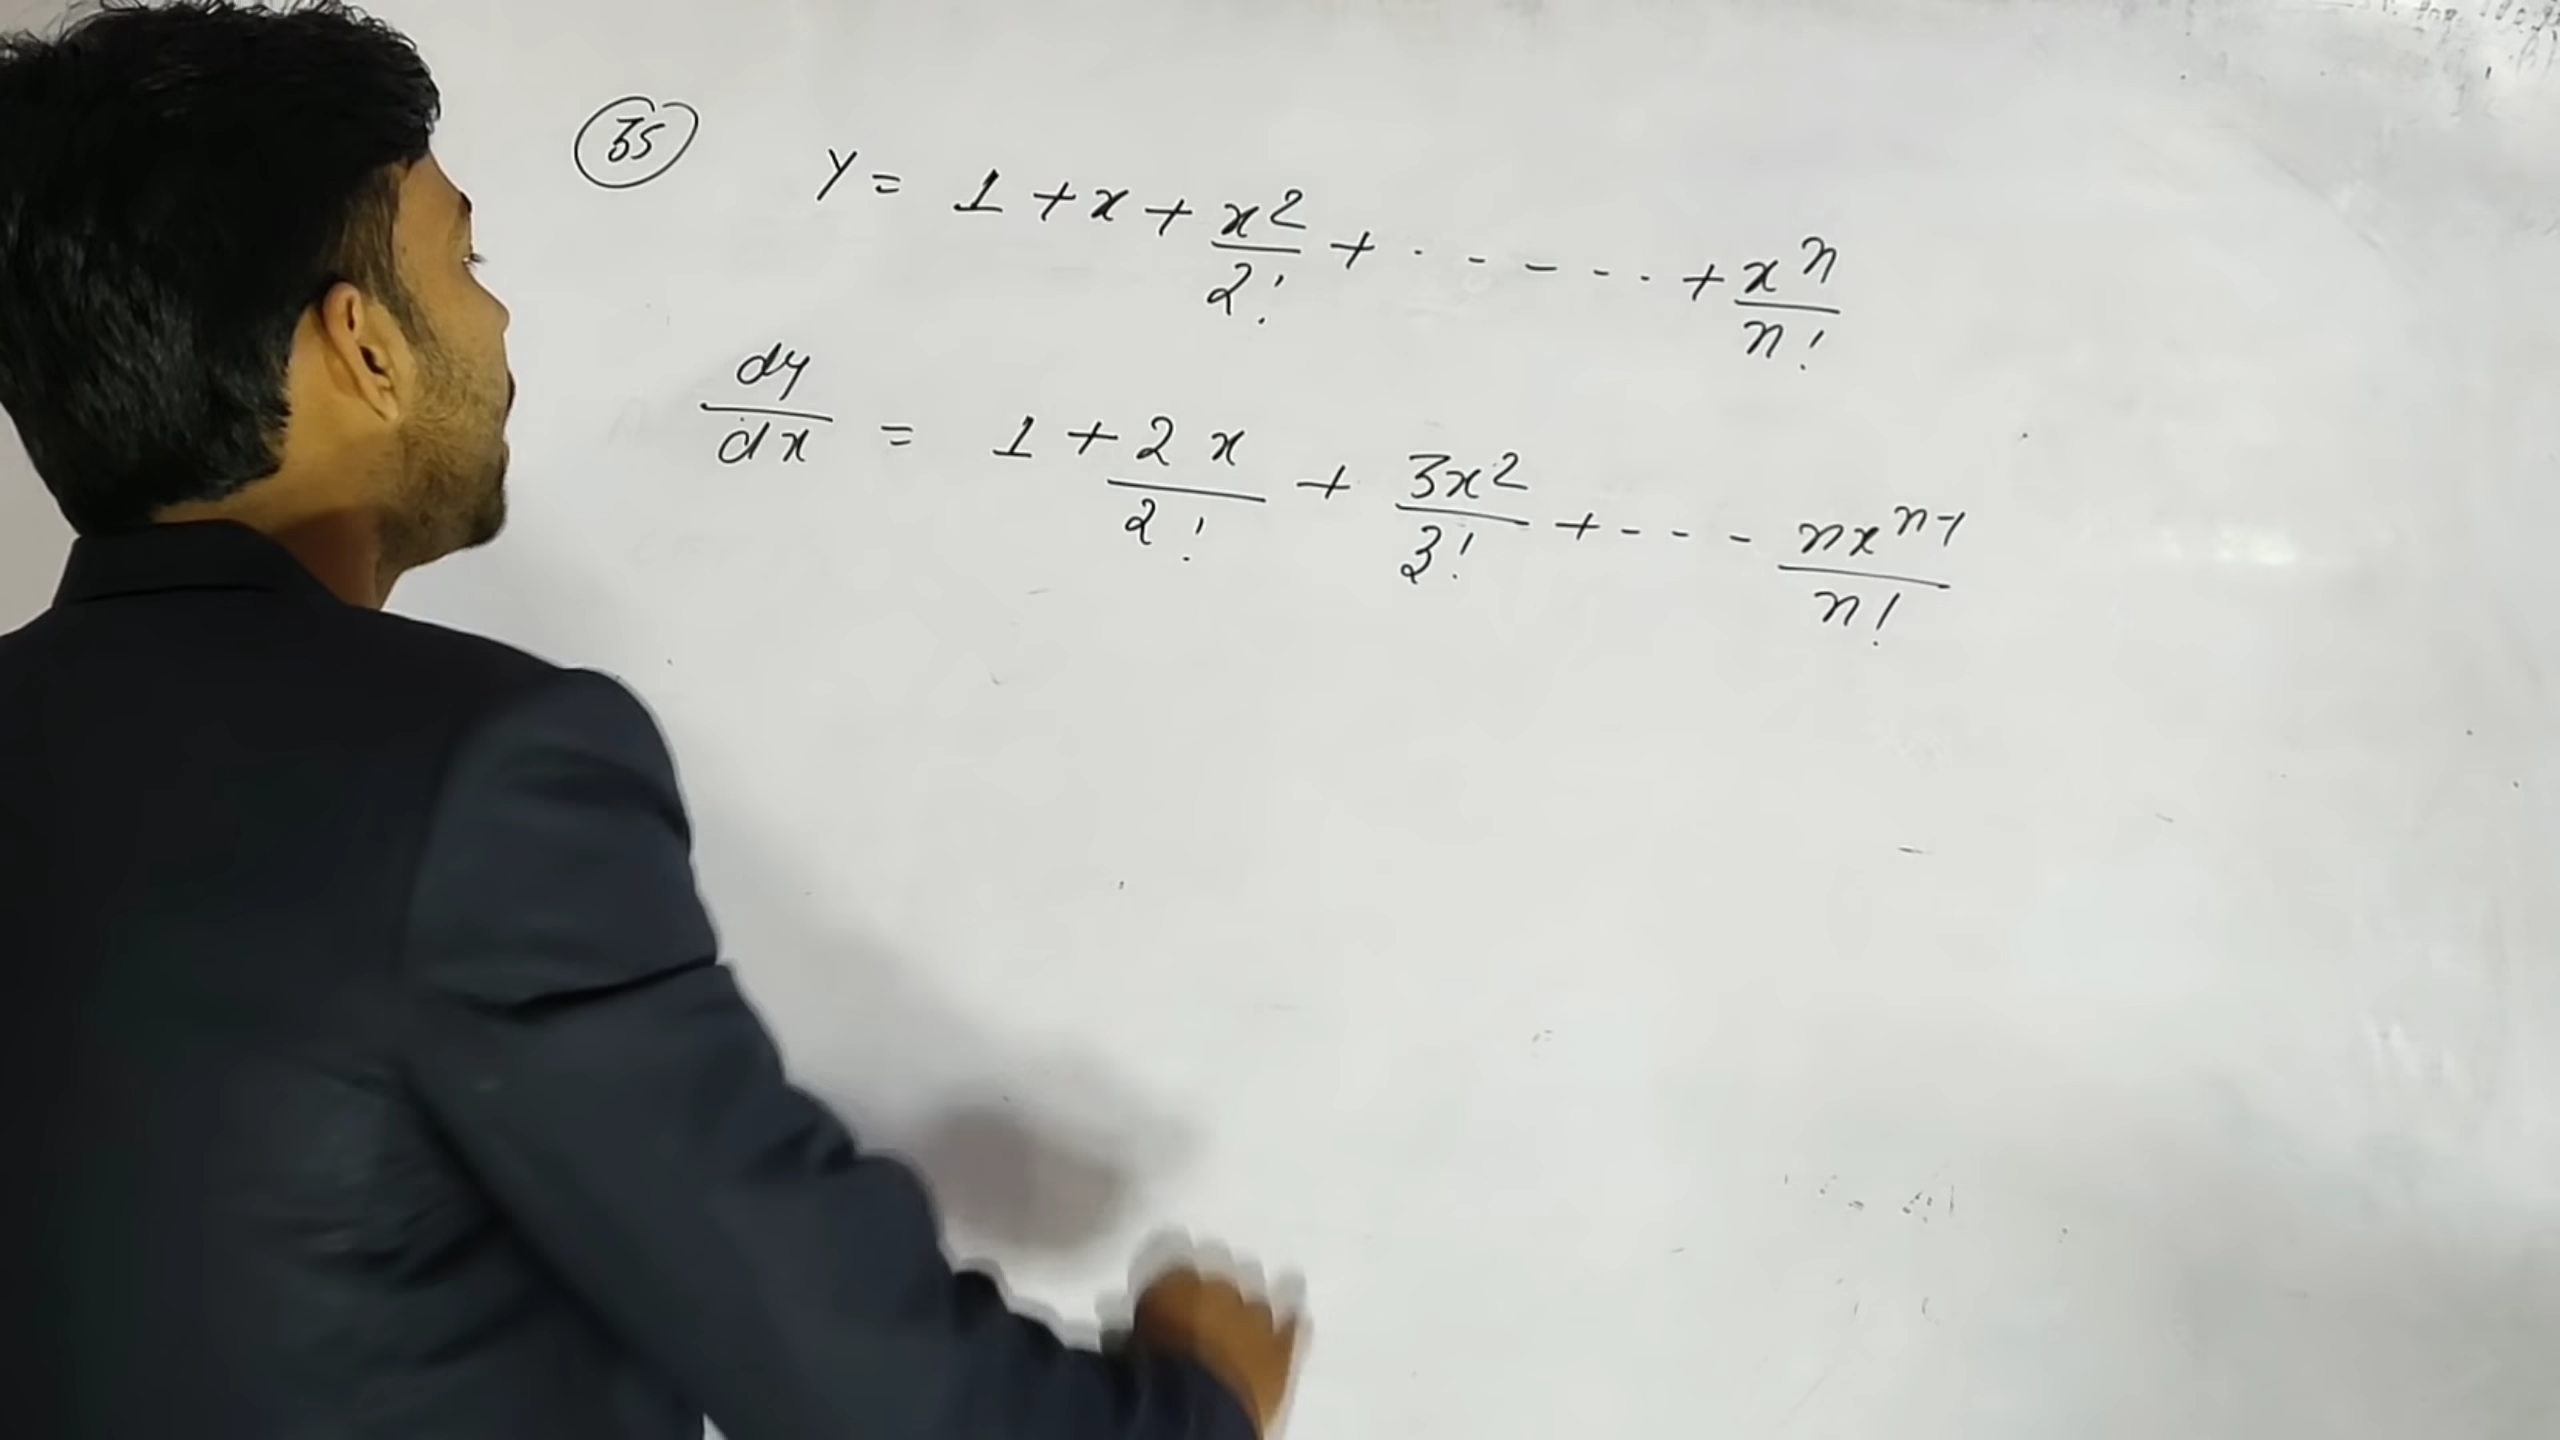 35 y = 1 + x + x²/2! + ...... + xⁿ/n!
dy/dx = 1 + 2x/2! + 3x²/3! + --- nxⁿ⁻¹/n!